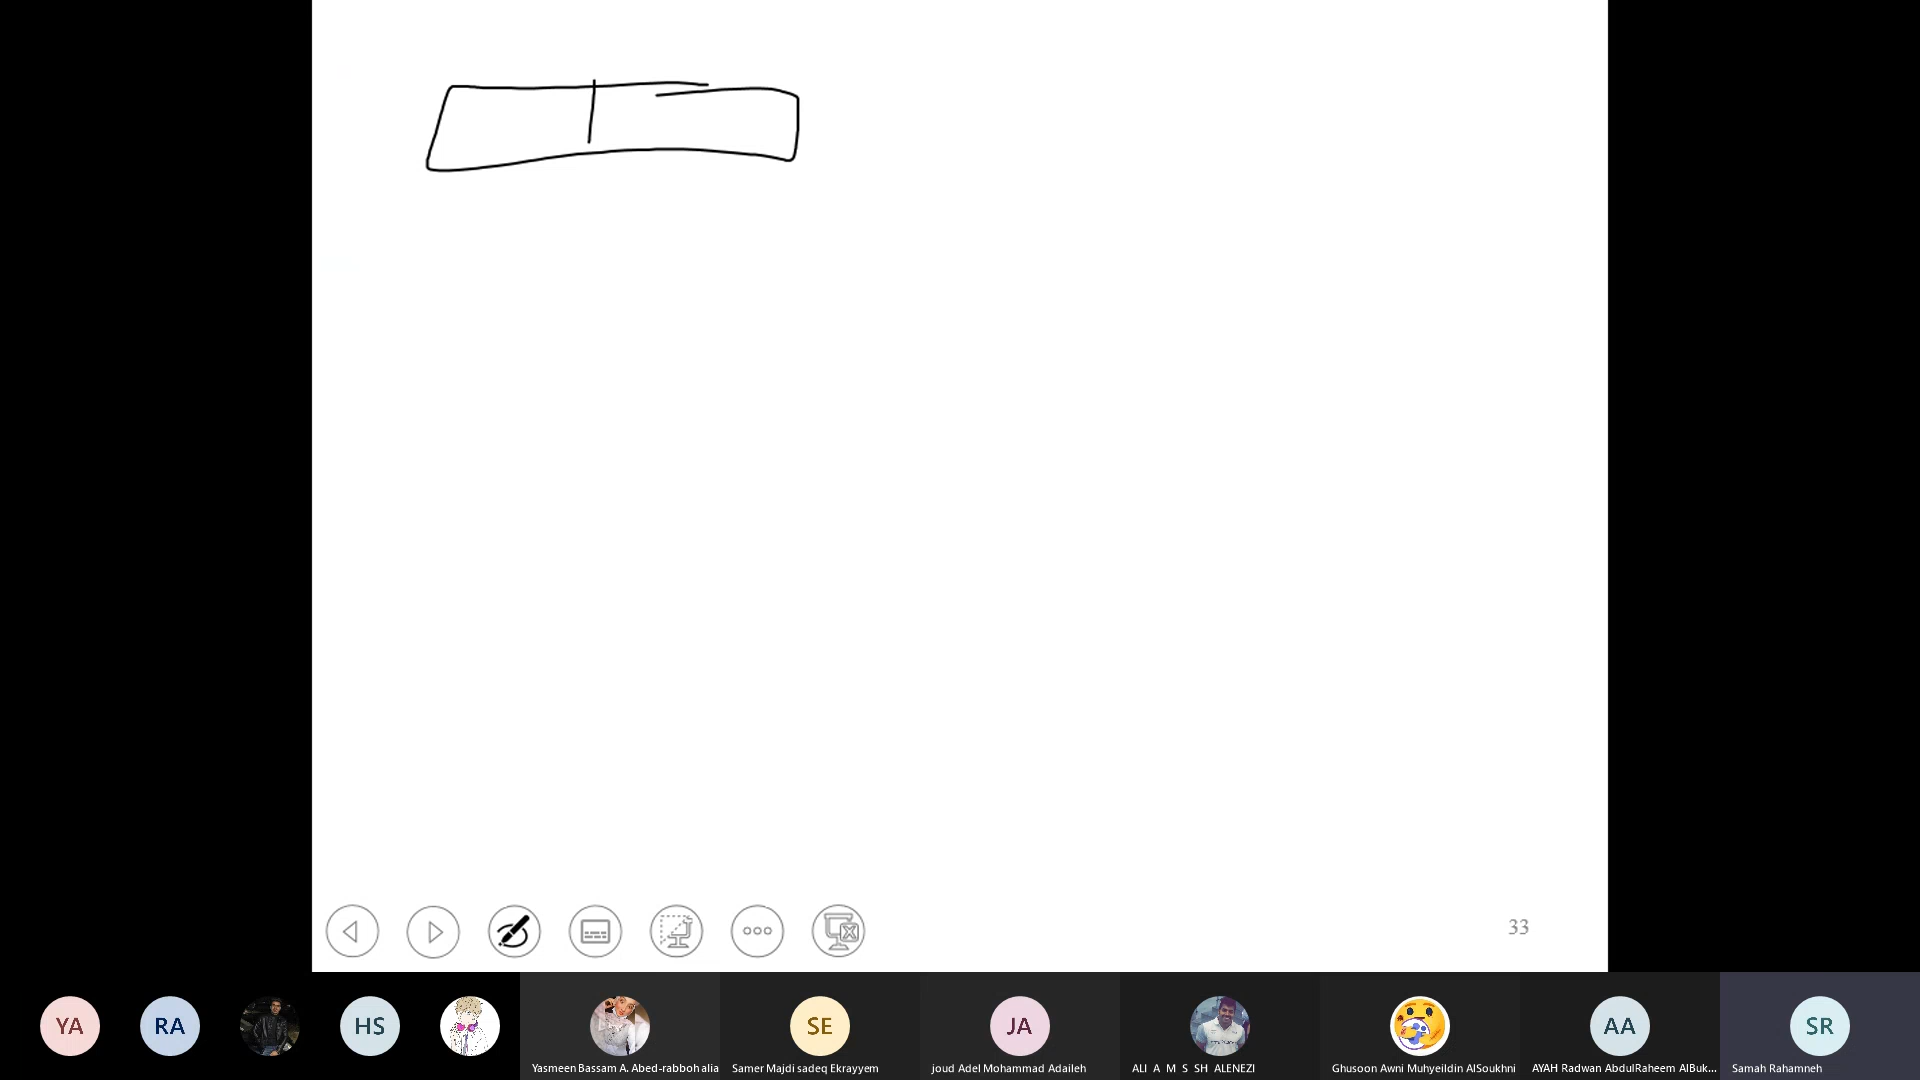 33
YA
RA
HS
SE
JA
AA
SR
Yasmeen Bassam A. Abed-rabboh alia
Samer Majdi sadeq Ekrayyem
joud Adel Mohammad Adaileh
ALI A M S SH ALENEZI
Ghusoon Awni Muhyeildin AlSoukhni
AYAH Radwan AbdulRaheem AlBuk...
Samah Rahamneh